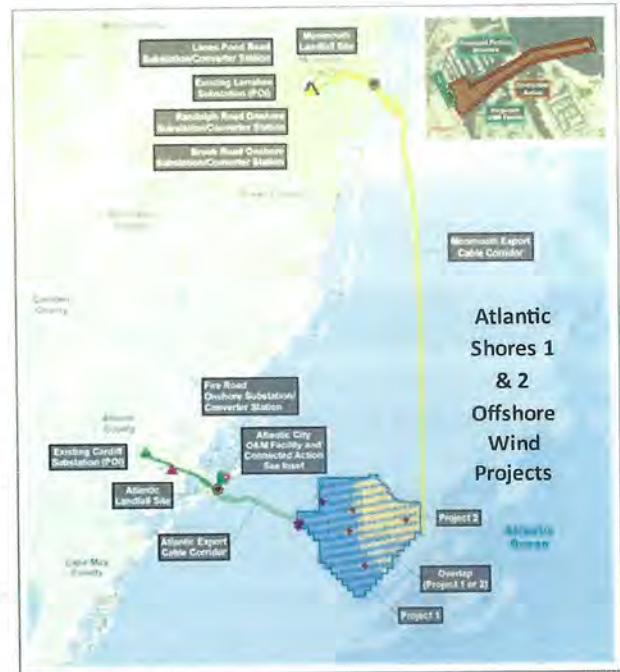 Lanes Pond Road
Substation/Converter Station
Monmouth
Landfall Site
Existing Larrabee
Substation (POI)
Randolph Road Onshore
Substation/Converter Station
Brook Road Onshore
Substation/Converter Station
Monmouth Export
Cable Corridor
Atlantic
Shores 1
& 2
Offshore
Wind
Projects
Camden
County
Fire Road
Onshore Substation/
Converter Station
Atlantic
County
Existing Cardiff
Substation (POI)
Atlantic City
O&M Facility and
Connected Action
See Inset
Atlantic
Landfall Site
Atlantic Export
Cable Corridor
Project 2
Atlantic
Ocean
Cape May
County
Overlap
(Project 1 or 2)
Project 1